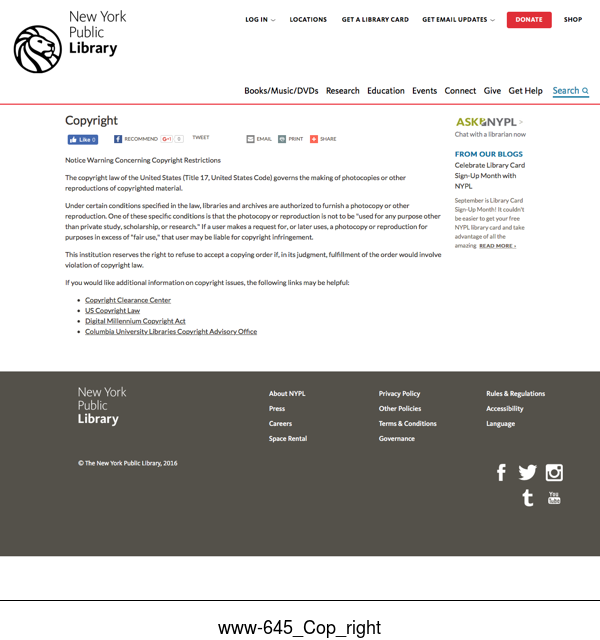 New York
Public
Library
LOG IN
LOCATIONS
GET A LIBRARY CARD
GET EMAIL UPDATES
DONATE
SHOP
Books/Music/DVDs
Research
Education
Events
Connect
Give
Get Help
Search
Copyright
Like 0
RECOMMEND
G+1 0
TWEET
EMAIL
PRINT
SHARE
Notice Warning Concerning Copyright Restrictions
The copyright law of the United States (Title 17, United States Code) governs the making of photocopies or other
reproductions of copyrighted material.
Under certain conditions specified in the law, libraries and archives are authorized to furnish a photocopy or other
reproduction. One of these specific conditions is that the photocopy or reproduction is not to be "used for any purpose other
than private study, scholarship, or research." If a user makes a request for, or later uses, a photocopy or reproduction for
purposes in excess of "fair use," that user may be liable for copyright infringement.
This institution reserves the right to refuse to accept a copying order if, in its judgment, fulfillment of the order would involve
violation of copyright law.
If you would like additional information on copyright issues, the following links may be helpful:
• Copyright Clearance Center
• US Copyright Law
• Digital Millennium Copyright Act
• Columbia University Libraries Copyright Advisory Office
ASK NYPL >
Chat with a librarian now
FROM OUR BLOGS
Celebrate Library Card
Sign-Up Month with
NYPL
September is Library Card
Sign-Up Month! It couldn't
be easier to get your free
NYPL library card and take
advantage of all the
amazing READ MORE ›
New York
Public
Library
About NYPL
Press
Careers
Space Rental
Privacy Policy
Other Policies
Terms & Conditions
Governance
Rules & Regulations
Accessibility
Language
© The New York Public Library, 2016
You
Tube
www-645_Cop_right